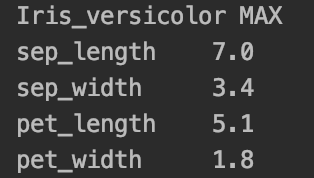 Iris_versicolor MAX
sep_length    7.0
sep_width     3.4
pet_length    5.1
pet_width     1.8